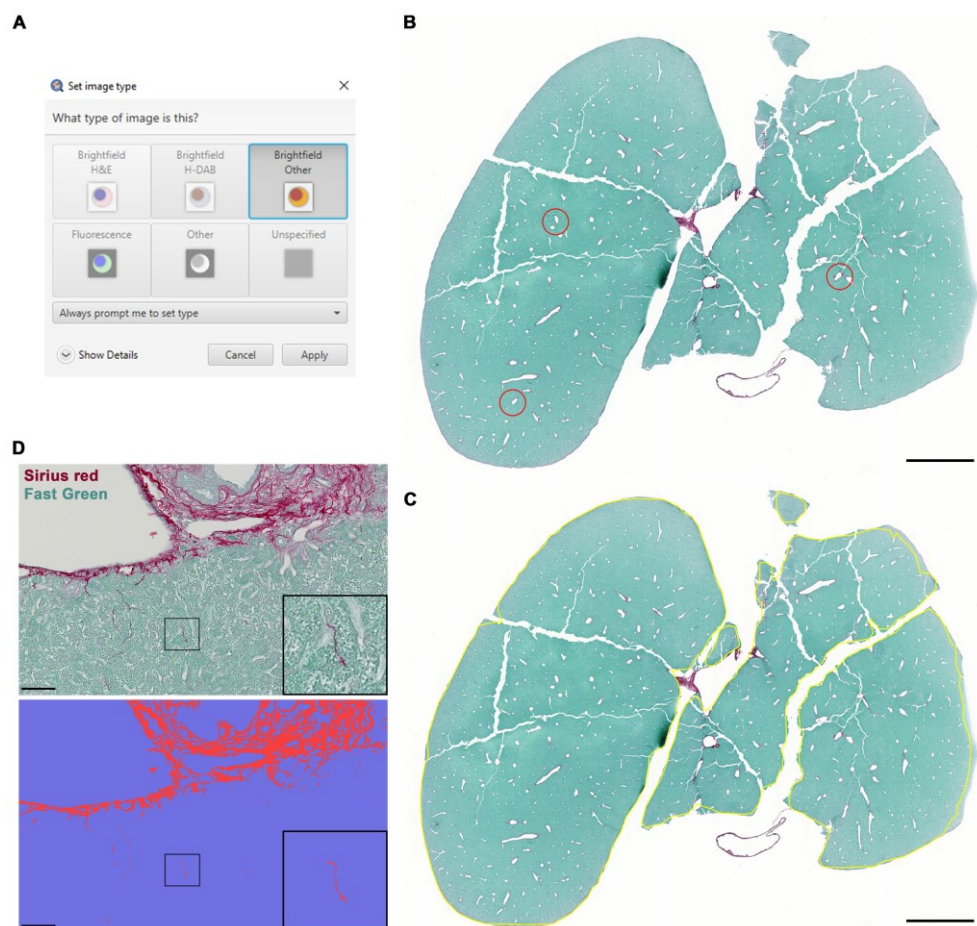 A
Set image type
What type of image is this?
Brightfield
H&E
Brightfield
H-DAB
Brightfield
Other
Fluorescence
Other
Unspecified
Always prompt me to set type
Show Details
Cancel
Apply
B
C
D
Sirius red
Fast Green